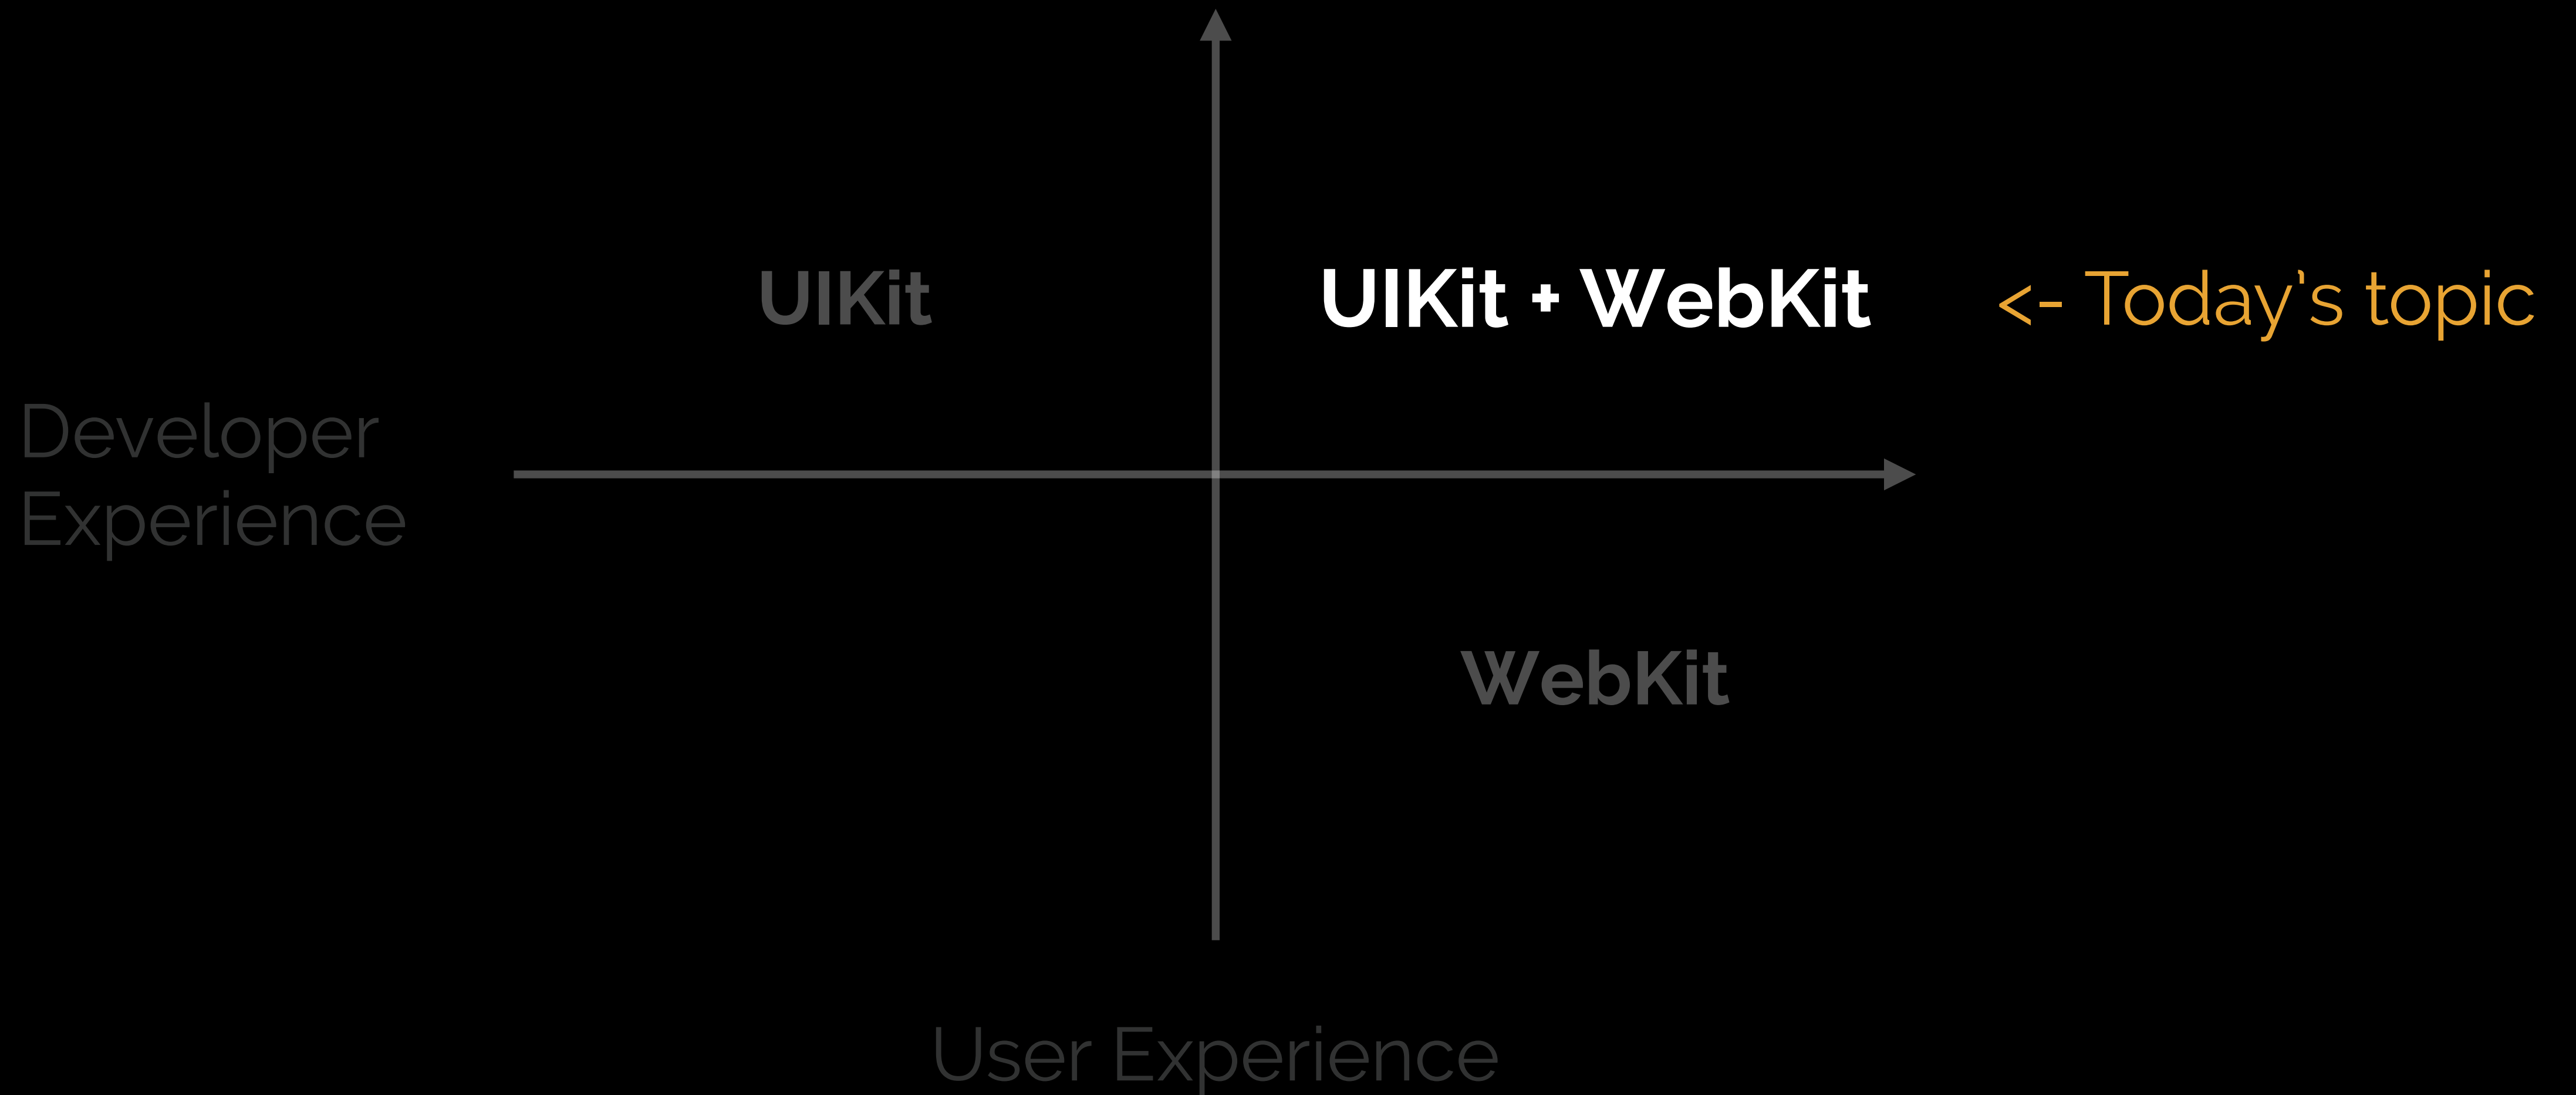 UIKit
UIKit + WebKit
<- Today's topic
Developer
Experience
WebKit
User Experience